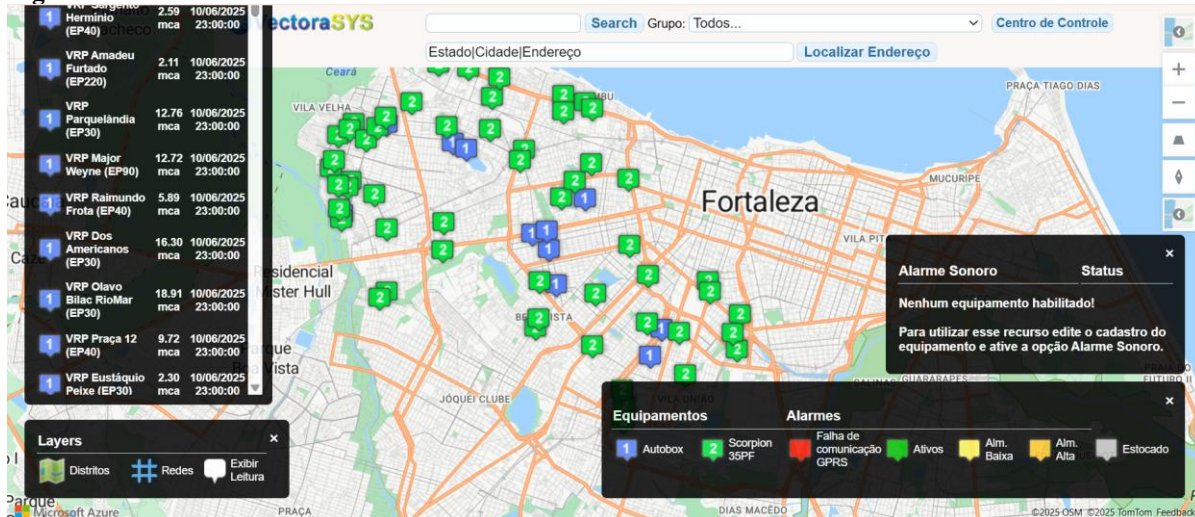 VRP Sargento
Hermínio
(EP40)
2.59
mca
10/06/2025
23:00:00
VRP Amadeu
Furtado
(EP220)
2.11
mca
10/06/2025
23:00:00
VRP
Parquelândia
(EP30)
12.76
mca
10/06/2025
23:00:00
VRP Major
Weyne (EP90)
12.72
mca
10/06/2025
23:00:00
VRP Raimundo
Frota (EP40)
5.89
mca
10/06/2025
23:00:00
VRP Dos
Americanos
(EP30)
16.30
mca
10/06/2025
23:00:00
VRP Olavo
Bilac RioMar
(EP30)
18.91
mca
10/06/2025
23:00:00
VRP Praça 12
(EP40)
9.72
mca
10/06/2025
23:00:00
VRP Eustáquio
Peixe (EP30)
2.30
mca
10/06/2025
23:00:00
VectoraSYS
Search Grupo: Todos... Centro de Controle
Estado|Cidade|Endereço Localizar Endereço
Ceará
VILA VELHA
PRAÇA TIAGO DIAS
MUCURIPE
Fortaleza
Residencial
Mister Hull
JÓQUEI CLUBE
VILA UNIÃO
DIAS MACÊDO
PRAÇA
Alarme Sonoro Status
Nenhum equipamento habilitado!
Para utilizar esse recurso edite o cadastro do
equipamento e ative a opção Alarme Sonoro.
Layers
Distritos
Redes
Exibir
Leitura
Equipamentos Alarmes
1 Autobox
2 Scorpion
35PF
Falha de
comunicação
GPRS
Ativos
Alm.
Baixa
Alm.
Alta
Estocado
Microsoft Azure
©2025 OSM ©2025 TomTom Feedback